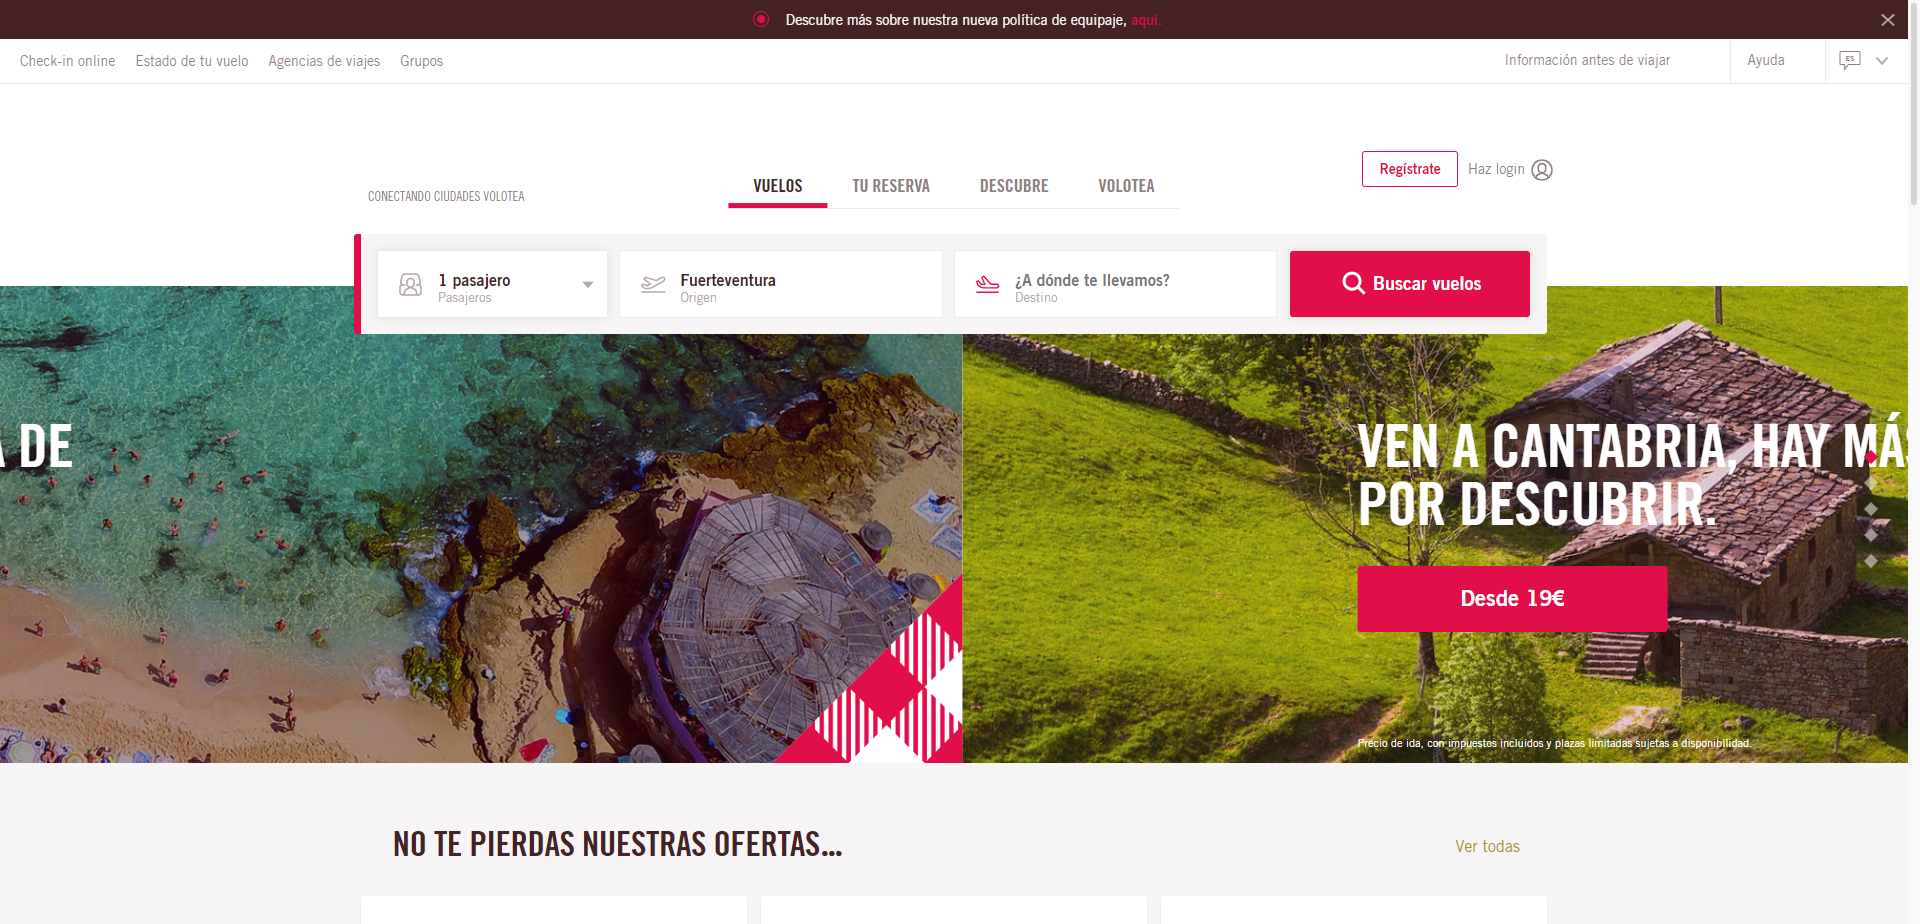 Descubre más sobre nuestra nueva política de equipaje, aquí.
Check-in online Estado de tu vuelo Agencias de viajes Grupos
Información antes de viajar Ayuda ES
Regístrate Haz login
CONECTANDO CIUDADES VOLOTEA
VUELOS TU RESERVA DESCUBRE VOLOTEA
1 pasajero
Pasajeros
Fuerteventura
Origen
¿A dónde te llevamos?
Destino
Buscar vuelos
DE
VEN A CANTABRIA, HAY MÁS
POR DESCUBRIR.
Desde 19€
Precio de ida, con impuestos incluidos y plazas limitadas sujetas a disponibilidad.
NO TE PIERDAS NUESTRAS OFERTAS...
Ver todas